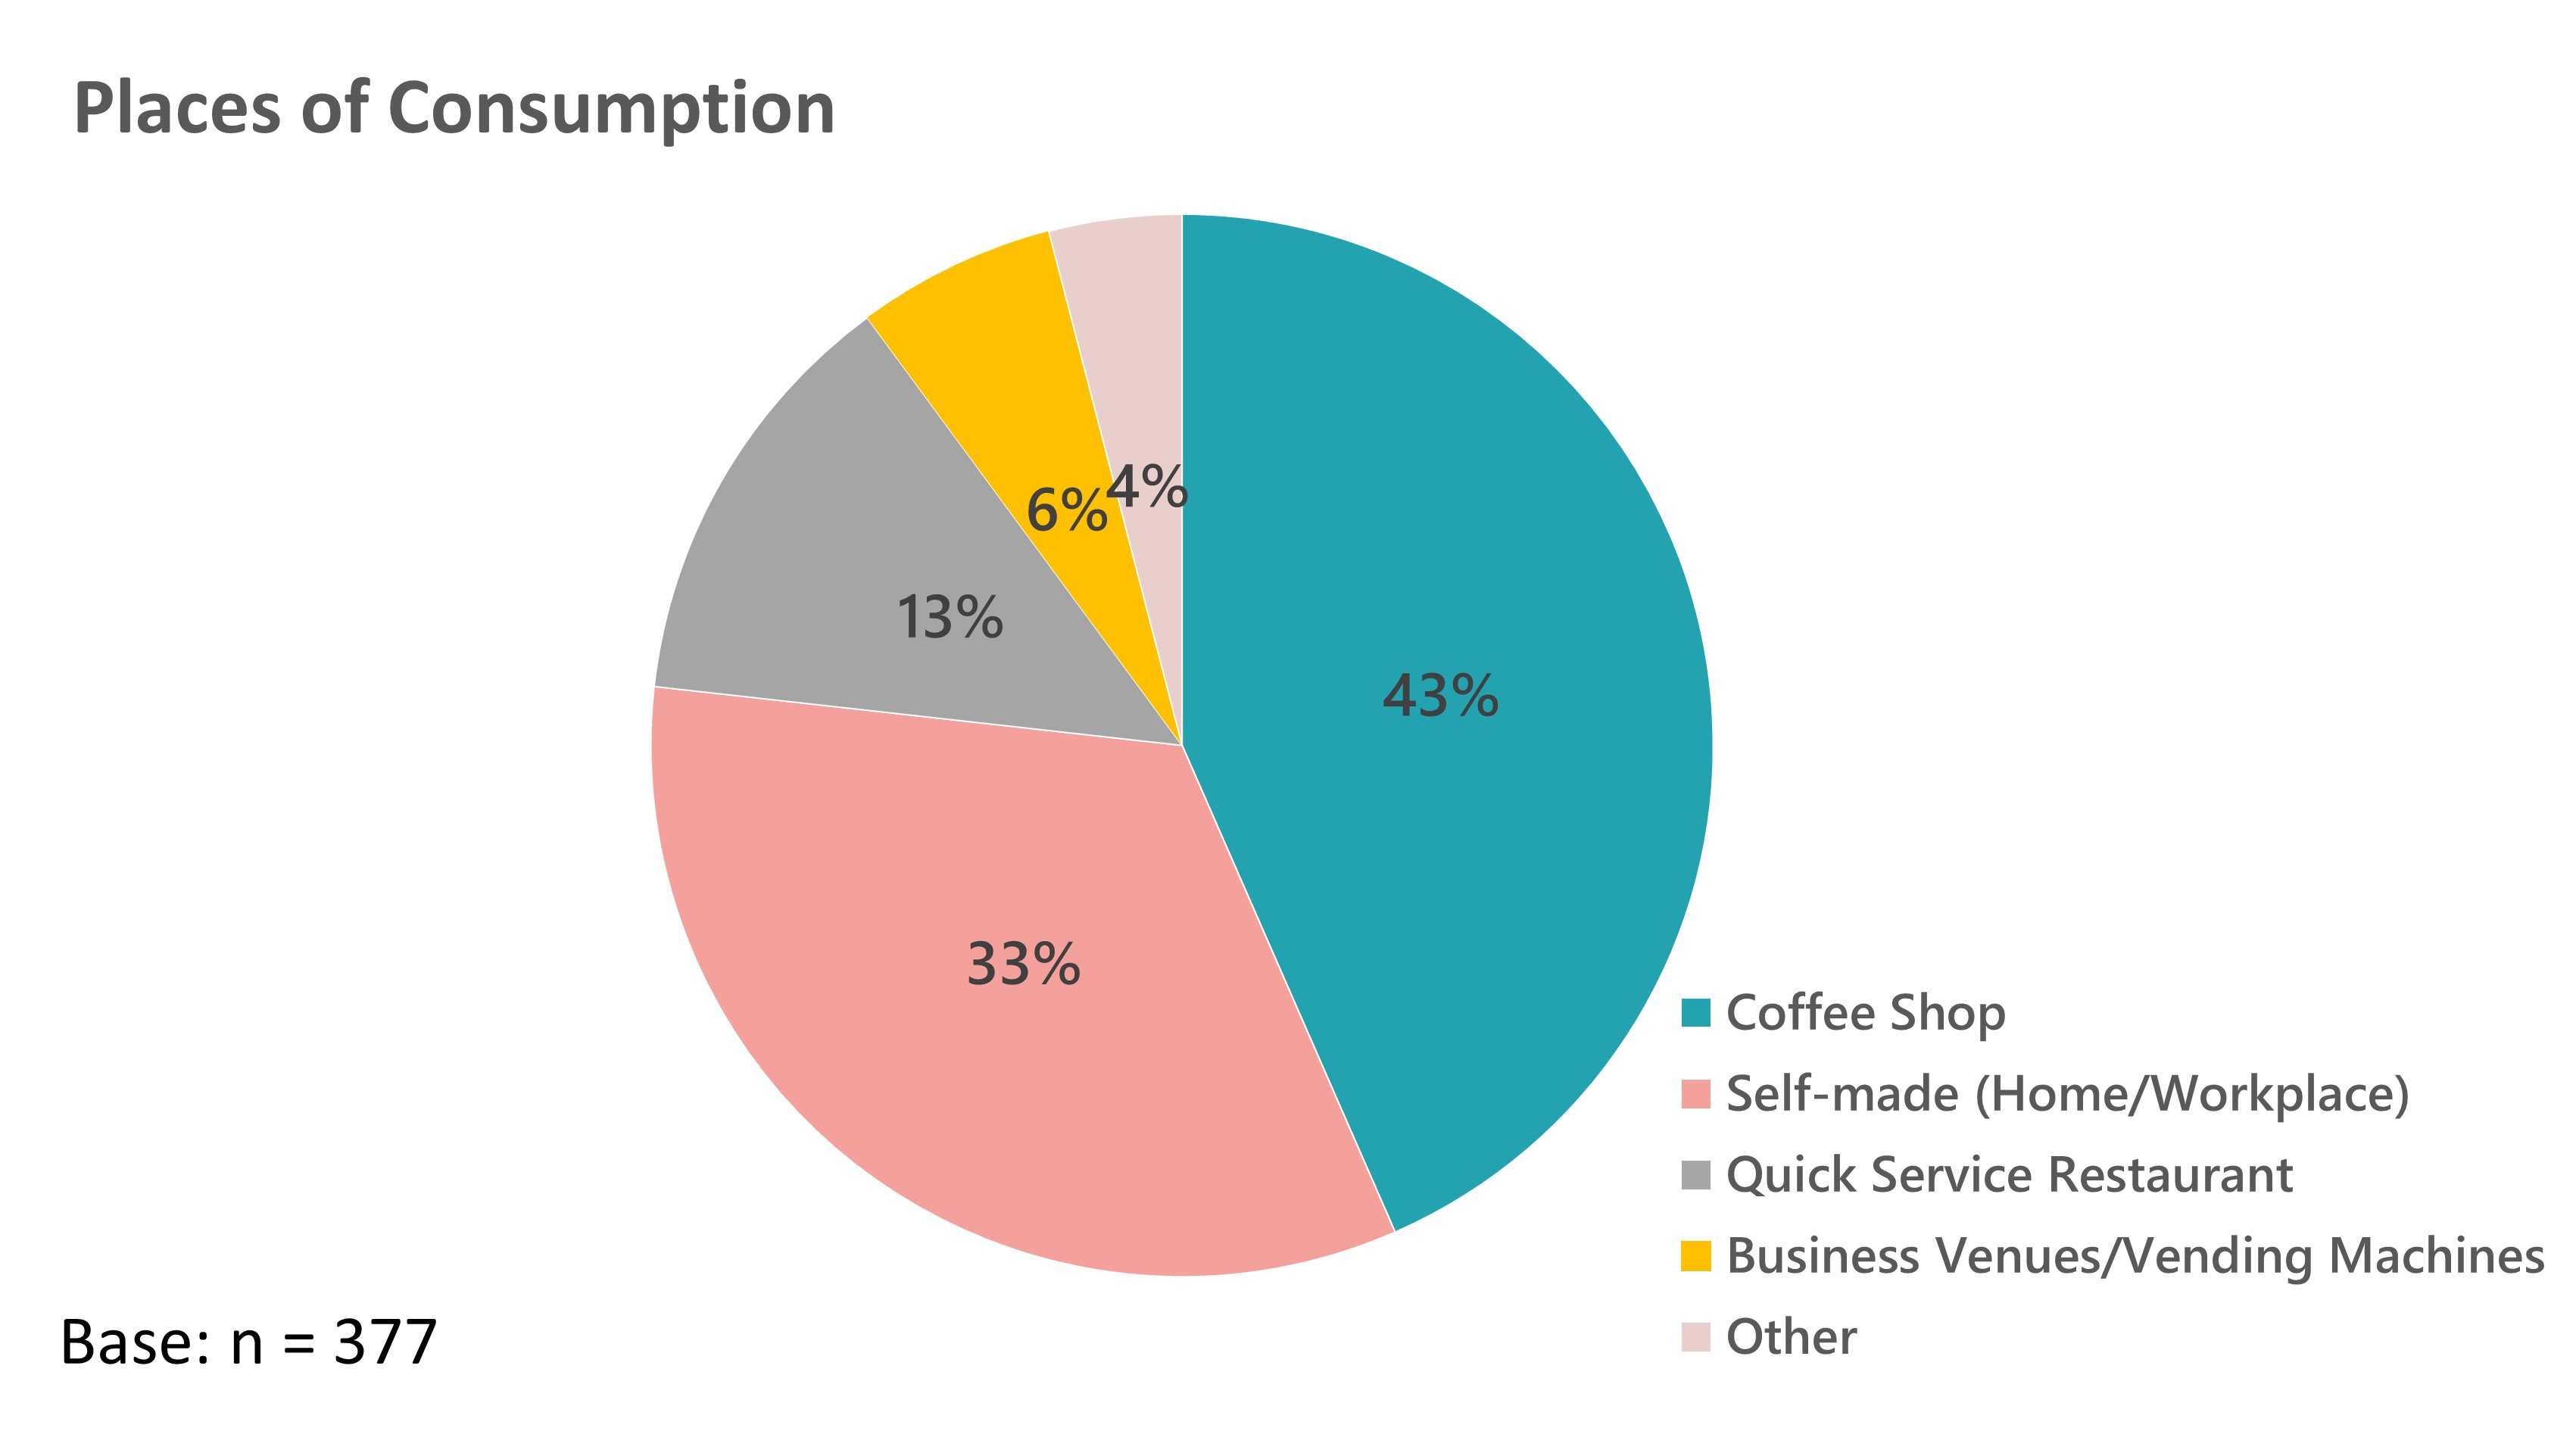 Places of Consumption
4%
6%
13%
43%
33%
Coffee Shop
Self-made (Home/Workplace)
Quick Service Restaurant
Business Venues/Vending Machines
Other
Base: n = 377